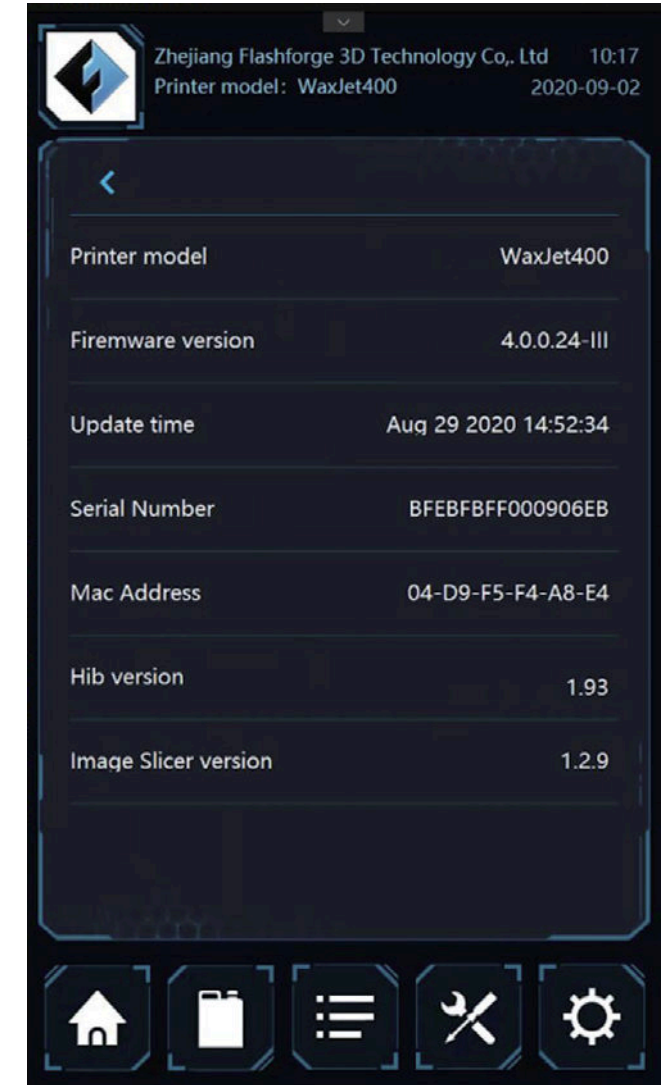 Zhejiang Flashforge 3D Technology Co,. Ltd 10:17
Printer model: WaxJet400 2020-09-02
Printer model WaxJet400
Firemware version 4.0.0.24-III
Update time Aug 29 2020 14:52:34
Serial Number BFEBFBFF000906EB
Mac Address 04-D9-F5-F4-A8-E4
Hib version 1.93
Image Slicer version 1.2.9